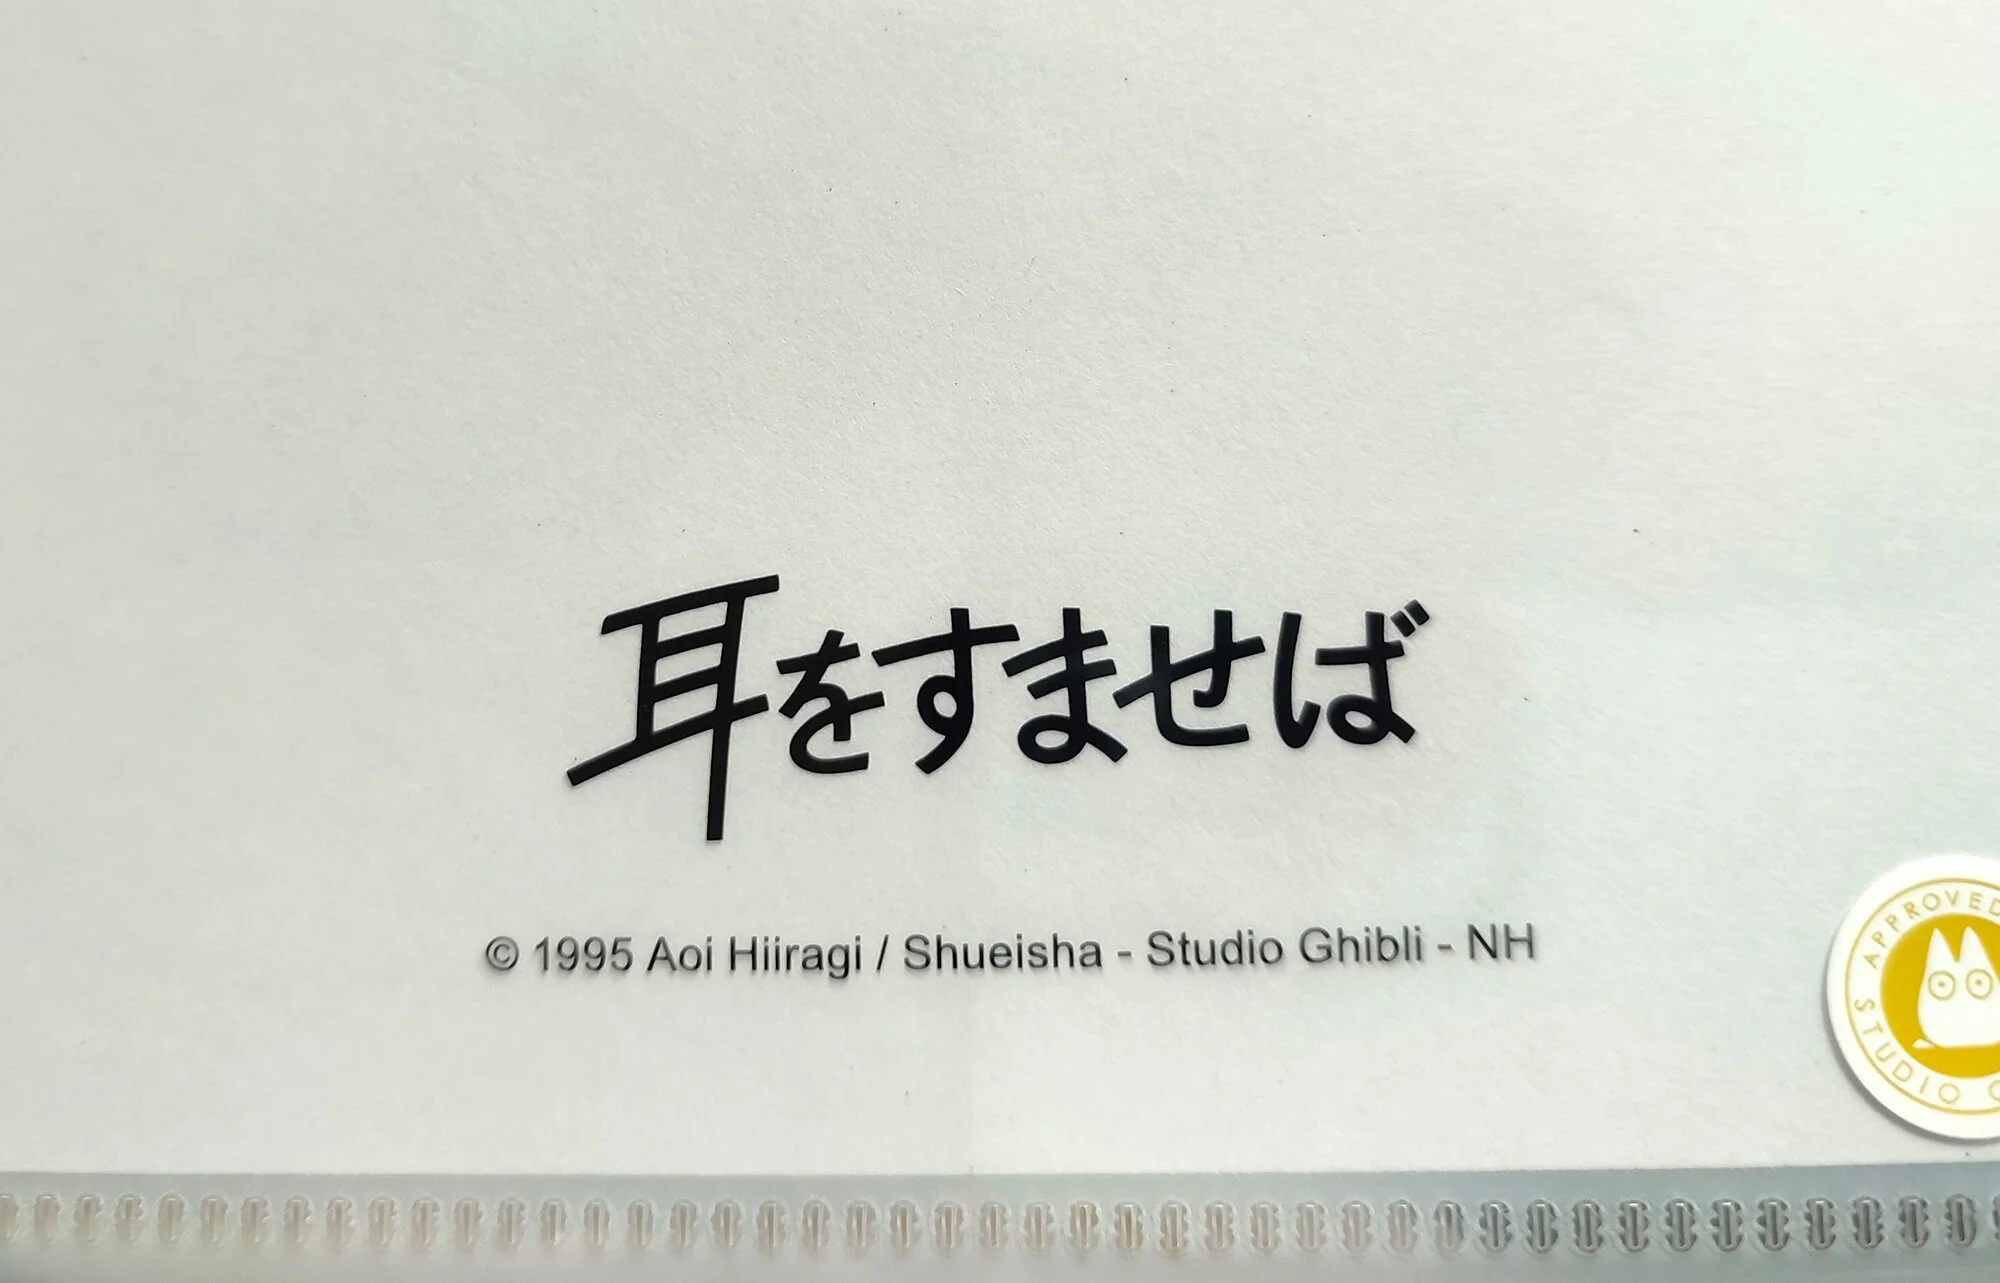 耳をすませば
© 1995 Aoi Hiiragi / Shueisha - Studio Ghibli - NH
APPROVED
STUDIO